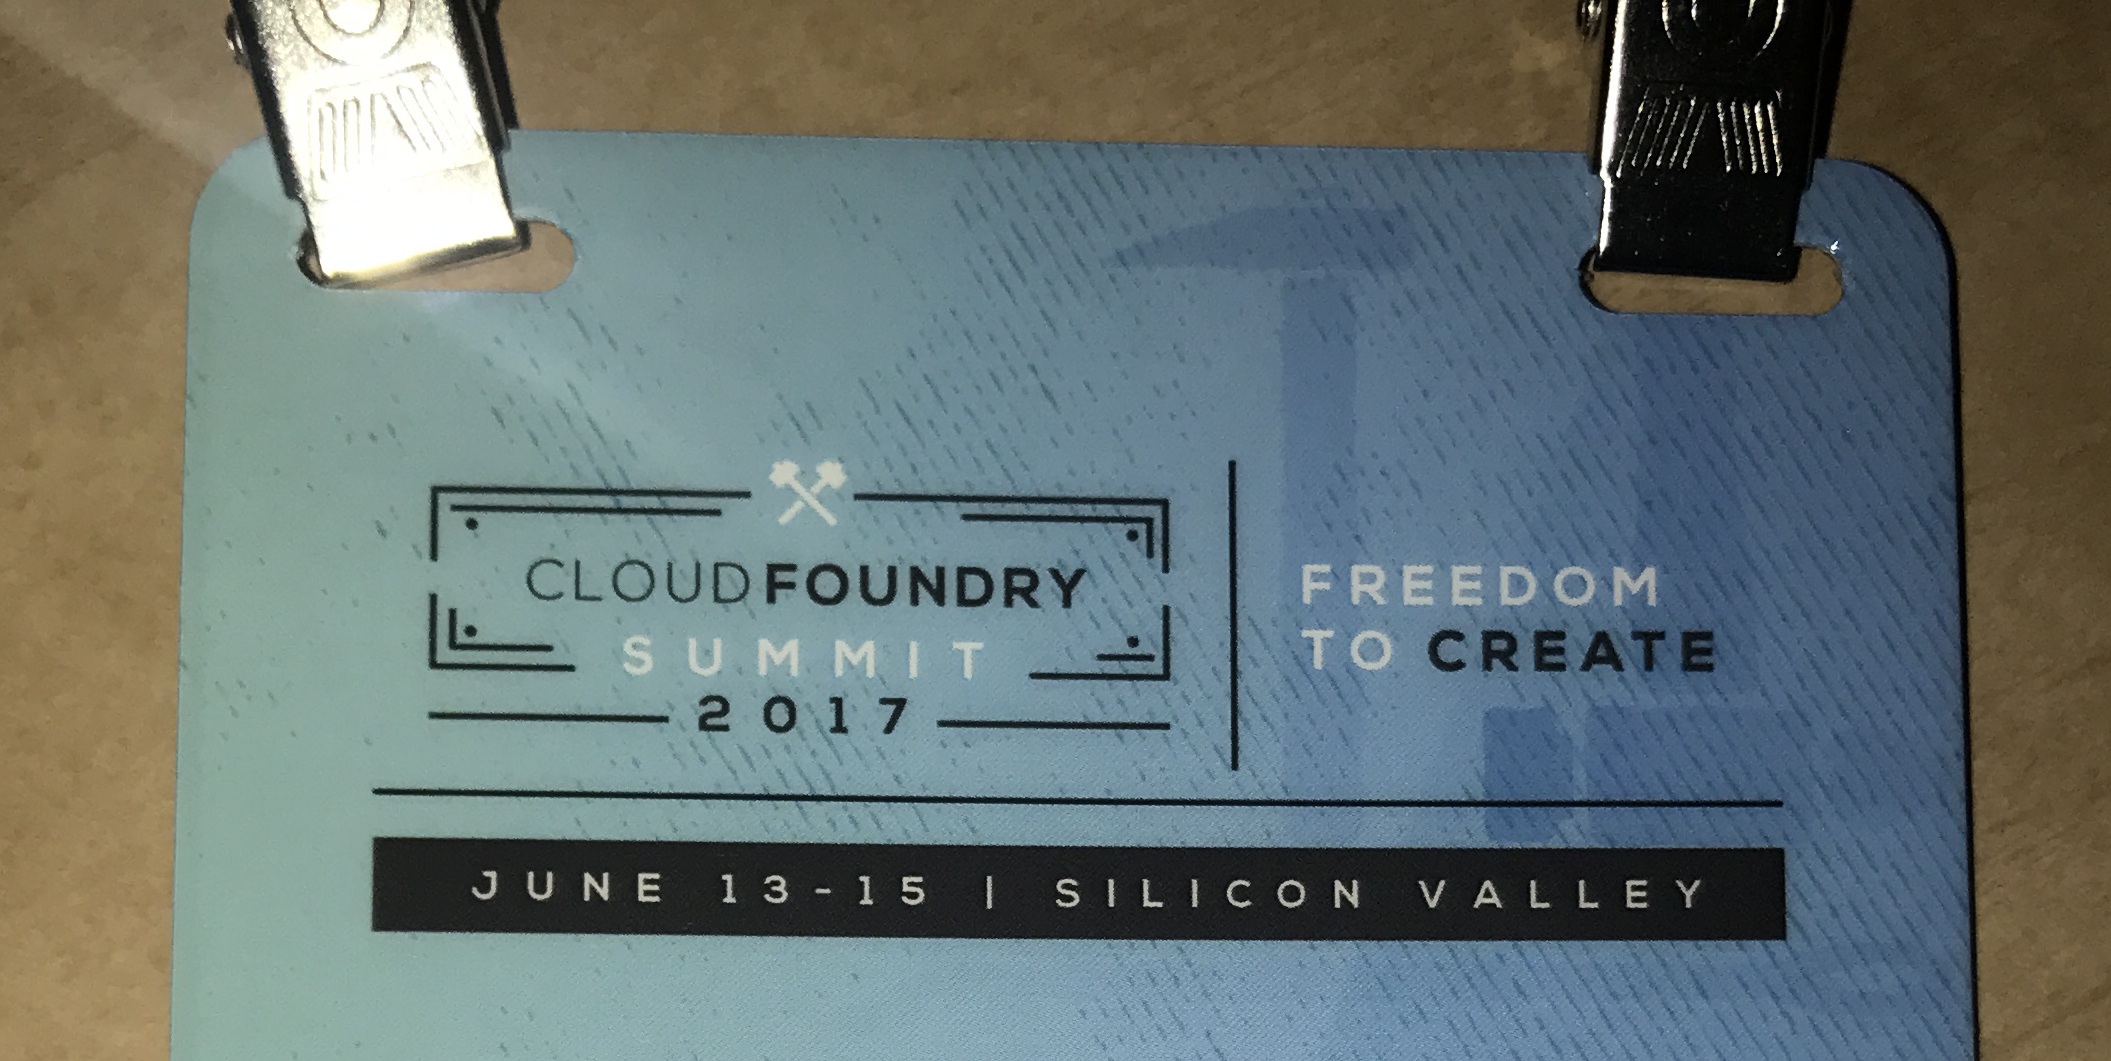 CLOUDFOUNDRY
SUMMIT
2017
FREEDOM
TO CREATE
JUNE 13-15 | SILICON VALLEY